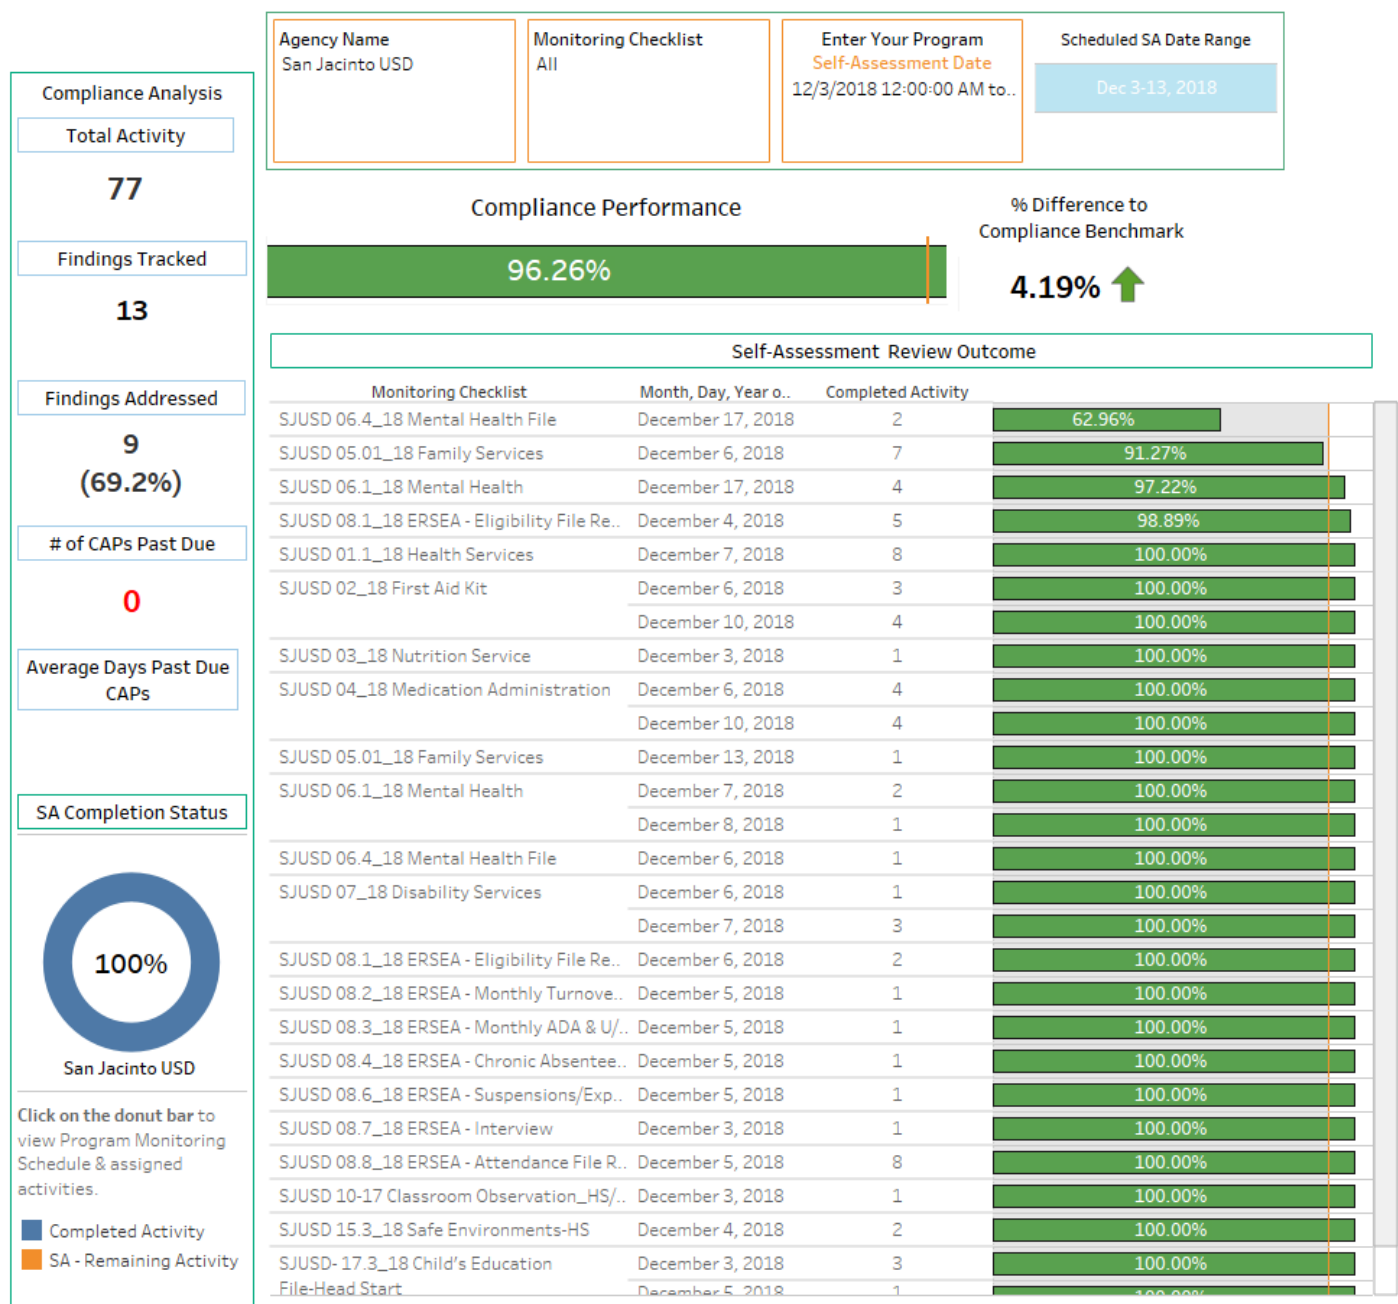 Agency Name
San Jacinto USD
Monitoring Checklist
All
Enter Your Program
Self-Assessment Date
12/3/2018 12:00:00 AM to..
Scheduled SA Date Range
Dec 3-13, 2018
Compliance Analysis
Total Activity
77
Findings Tracked
13
Findings Addressed
9
(69.2%)
# of CAPs Past Due
0
Average Days Past Due
CAPs
SA Completion Status
100%
San Jacinto USD
Click on the donut bar to
view Program Monitoring
Schedule & assigned
activities.
Completed Activity
SA - Remaining Activity
Compliance Performance
96.26%
% Difference to
Compliance Benchmark
4.19%
Self-Assessment Review Outcome
Monitoring Checklist Month, Day, Year o.. Completed Activity
SJUSD 06.4_18 Mental Health File December 17, 2018 2 62.96%
SJUSD 05.01_18 Family Services December 6, 2018 7 91.27%
SJUSD 06.1_18 Mental Health December 17, 2018 4 97.22%
SJUSD 08.1_18 ERSEA - Eligibility File Re.. December 4, 2018 5 98.89%
SJUSD 01.1_18 Health Services December 7, 2018 8 100.00%
SJUSD 02_18 First Aid Kit December 6, 2018 3 100.00%
December 10, 2018 4 100.00%
SJUSD 03_18 Nutrition Service December 3, 2018 1 100.00%
SJUSD 04_18 Medication Administration December 6, 2018 4 100.00%
December 10, 2018 4 100.00%
SJUSD 05.01_18 Family Services December 13, 2018 1 100.00%
SJUSD 06.1_18 Mental Health December 7, 2018 2 100.00%
December 8, 2018 1 100.00%
SJUSD 06.4_18 Mental Health File December 6, 2018 1 100.00%
SJUSD 07_18 Disability Services December 6, 2018 1 100.00%
December 7, 2018 3 100.00%
SJUSD 08.1_18 ERSEA - Eligibility File Re.. December 6, 2018 2 100.00%
SJUSD 08.2_18 ERSEA - Monthly Turnove.. December 5, 2018 1 100.00%
SJUSD 08.3_18 ERSEA - Monthly ADA & U/.. December 5, 2018 1 100.00%
SJUSD 08.4_18 ERSEA - Chronic Absentee.. December 5, 2018 1 100.00%
SJUSD 08.6_18 ERSEA - Suspensions/Exp.. December 5, 2018 1 100.00%
SJUSD 08.7_18 ERSEA - Interview December 3, 2018 1 100.00%
SJUSD 08.8_18 ERSEA - Attendance File R.. December 5, 2018 8 100.00%
SJUSD 10-17 Classroom Observation_HS/.. December 3, 2018 1 100.00%
SJUSD 15.3_18 Safe Environments-HS December 4, 2018 2 100.00%
SJUSD- 17.3_18 Child's Education December 3, 2018 3 100.00%
File-Head Start December 5, 2018 1 100.00%